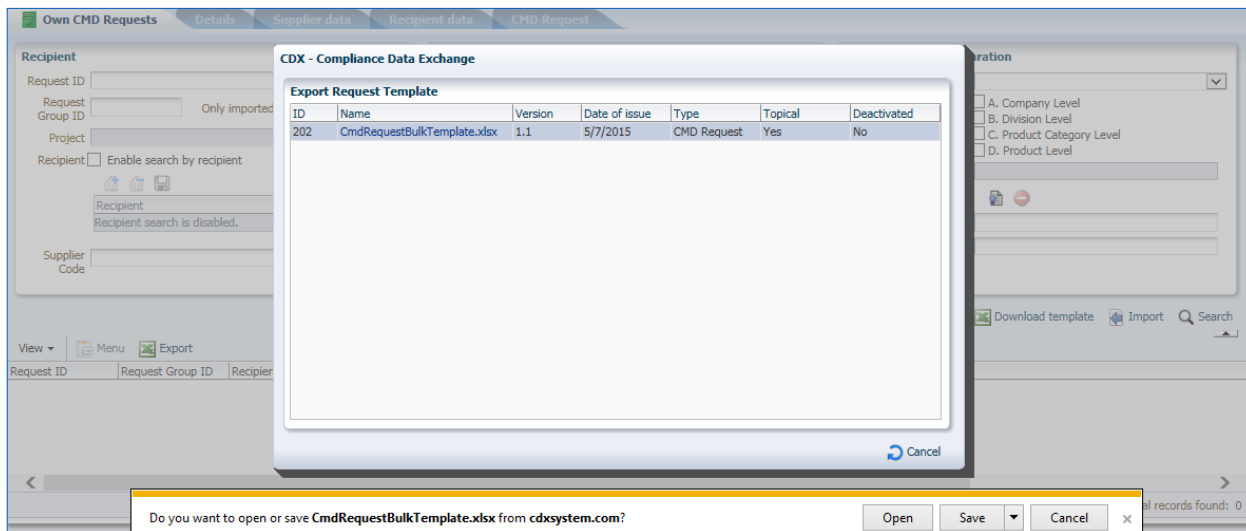 Own CMD Requests Details Supplier data Recipient data CMD Request
Recipient
Request ID
Request
Group ID
Only imported
Project
Recipient Enable search by recipient
Recipient
Recipient search is disabled.
Supplier
Code
CDX - Compliance Data Exchange
Export Request Template
ID Name Version Date of issue Type Topical Deactivated
202 CmdRequestBulkTemplate.xlsx 1.1 5/7/2015 CMD Request Yes No
Cancel
A. Company Level
B. Division Level
C. Product Category Level
D. Product Level
Download template Import Search
View Menu Export
Request ID Request Group ID
records found: 0
Do you want to open or save CmdRequestBulkTemplate.xlsx from cdxsystem.com? Open Save Cancel